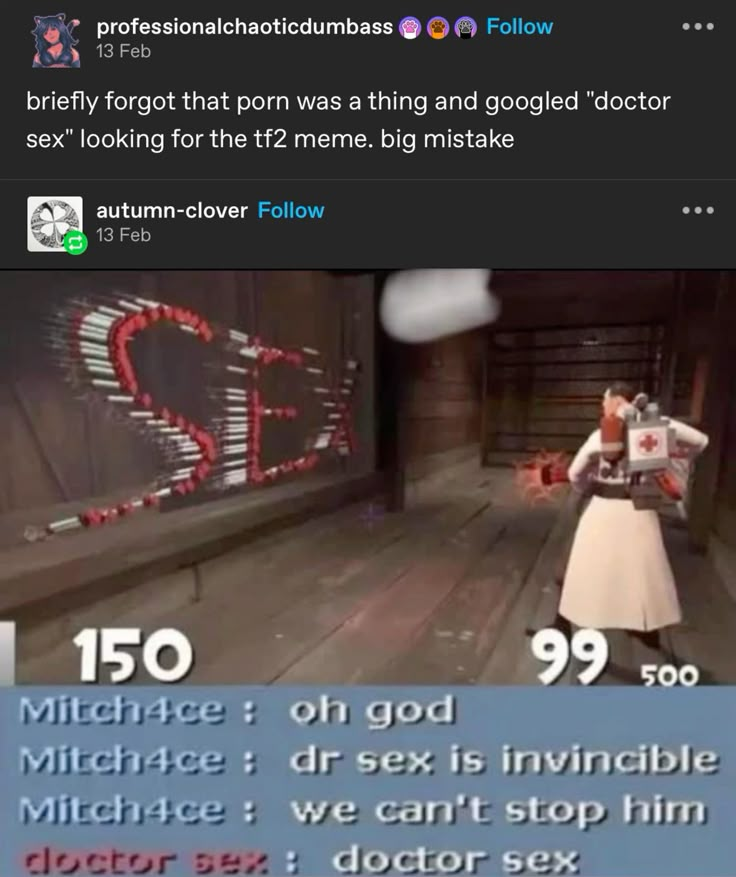 professionalchaoticdumbass Follow
13 Feb
briefly forgot that porn was a thing and googled "doctor
sex" looking for the tf2 meme. big mistake
autumn-clover Follow
13 Feb
SEX
150
99 500
Mitch4ce : oh god
Mitch4ce : dr sex is invincible
Mitch4ce : we can't stop him
doctor sex : doctor sex